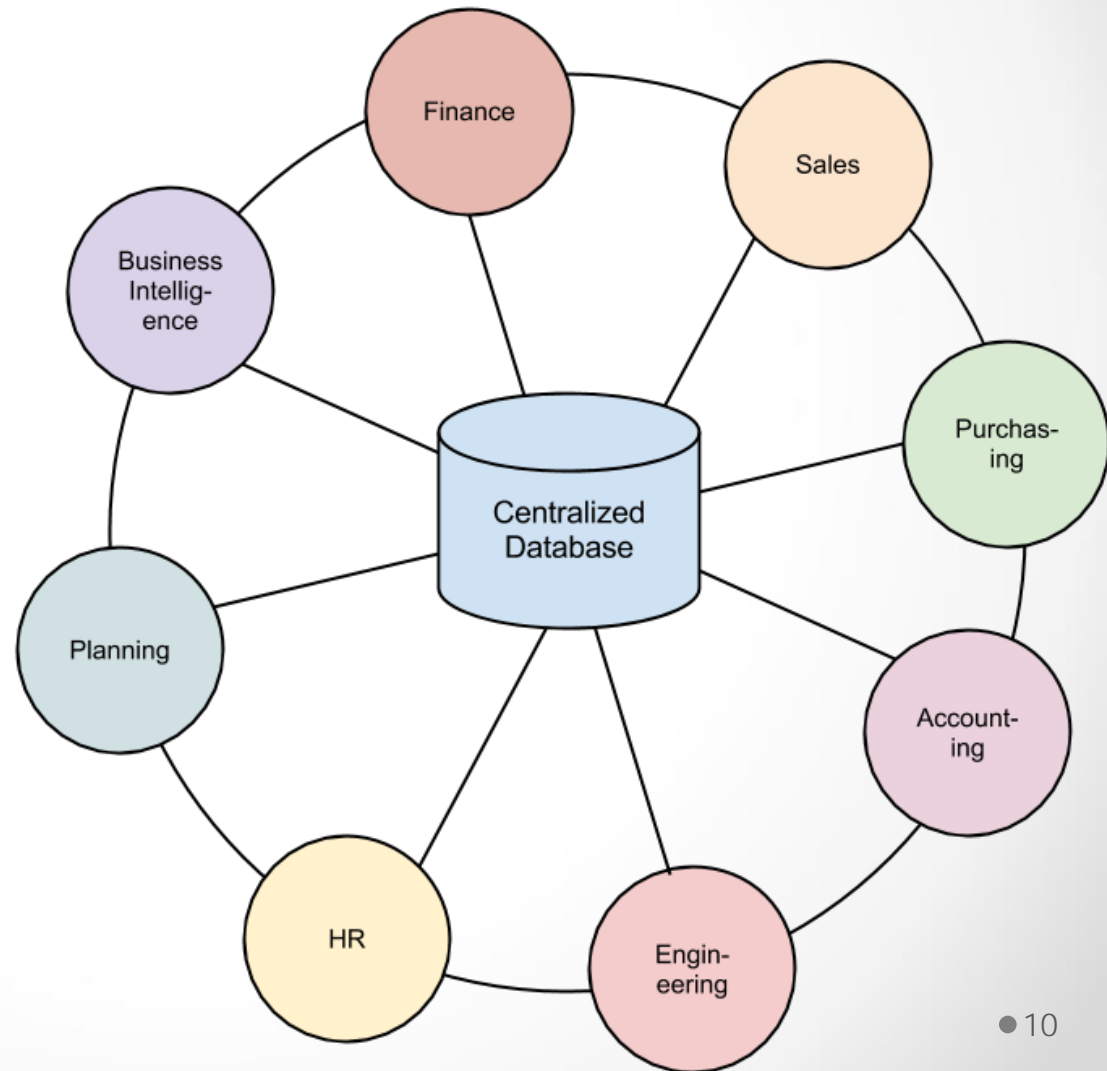 Finance
Sales
Business
Intellig-
ence
Purchas-
ing
Centralized
Database
Planning
Account-
ing
HR
Engin-
eering
10